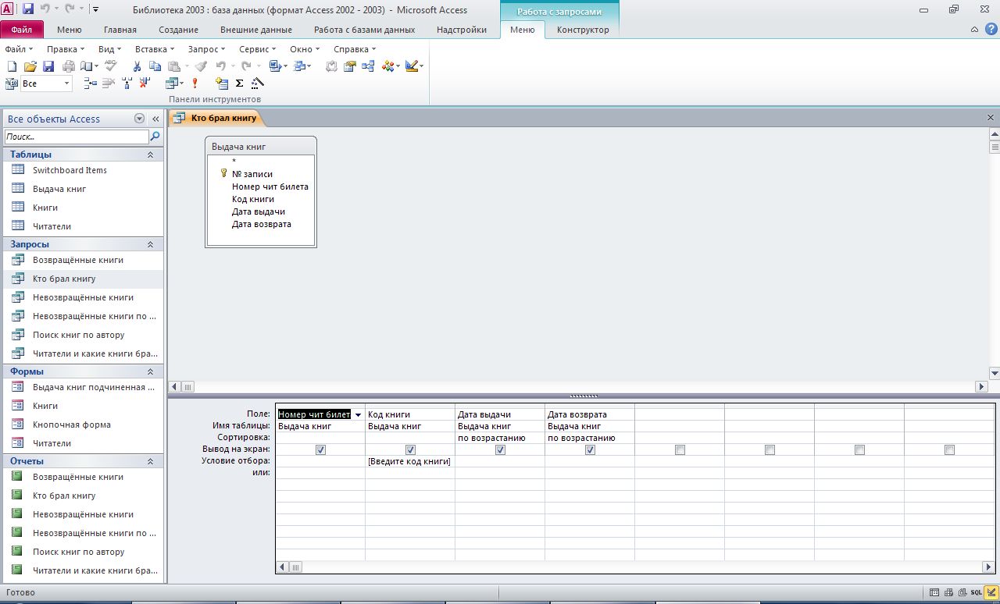 Библиотека 2003 : база данных (формат Access 2002 - 2003) - Microsoft Access
Работа с запросами
Файл Меню Главная Создание Внешние данные Работа с базами данных Надстройки Меню Конструктор
Файл Правка Вид Вставка Запрос Сервис Окно Справка
ABC
Все
Панели инструментов
Все объекты Access
Поиск...
Таблицы
Switchboard Items
Выдача книг
Книги
Читатели
Запросы
Возвращённые книги
Кто брал книгу
Невозвращённые книги
Невозвращённые книги по ...
Поиск книг по автору
Читатели и какие книги бра...
Формы
Выдача книг подчиненная ...
Книги
Кнопочная форма
Читатели
Отчеты
Возвращённые книги
Кто брал книгу
Невозвращённые книги
Невозвращённые книги по ...
Поиск книг по автору
Читатели и какие книги бра...
Кто брал книгу
Выдача книг
*
№ записи
Номер чит билета
Код книги
Дата выдачи
Дата возврата
Поле: Номер чит билет Код книги Дата выдачи Дата возврата
Имя таблицы: Выдача книг Выдача книг Выдача книг Выдача книг
Сортировка: по возрастанию по возрастанию
Вывод на экран:
Условие отбора: [Введите код книги]
или:
Готово
SQL